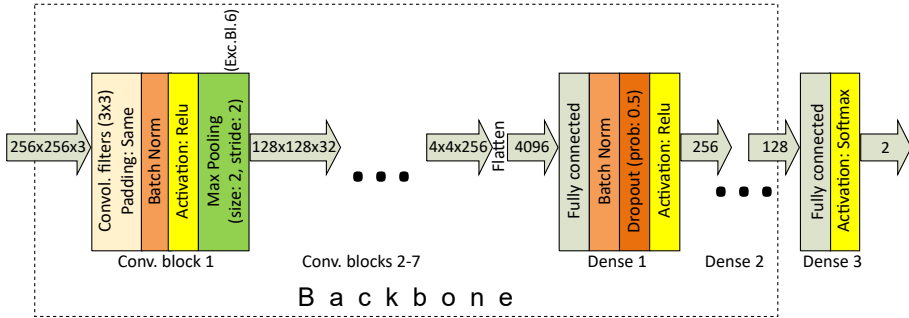 256x256x3
Convol. filters (3x3)
Padding: Same
Batch Norm
Activation: Relu
Max Pooling
(size: 2, stride: 2)
(Exc.Bl.6)
128x128x32
4x4x256
Flatten
4096
Fully connected
Batch Norm
Dropout (prob: 0.5)
Activation: Relu
256
128
Fully connected
Activation: Softmax
2
Conv. block 1
Conv. blocks 2-7
Dense 1
Dense 2
Dense 3
Backbone